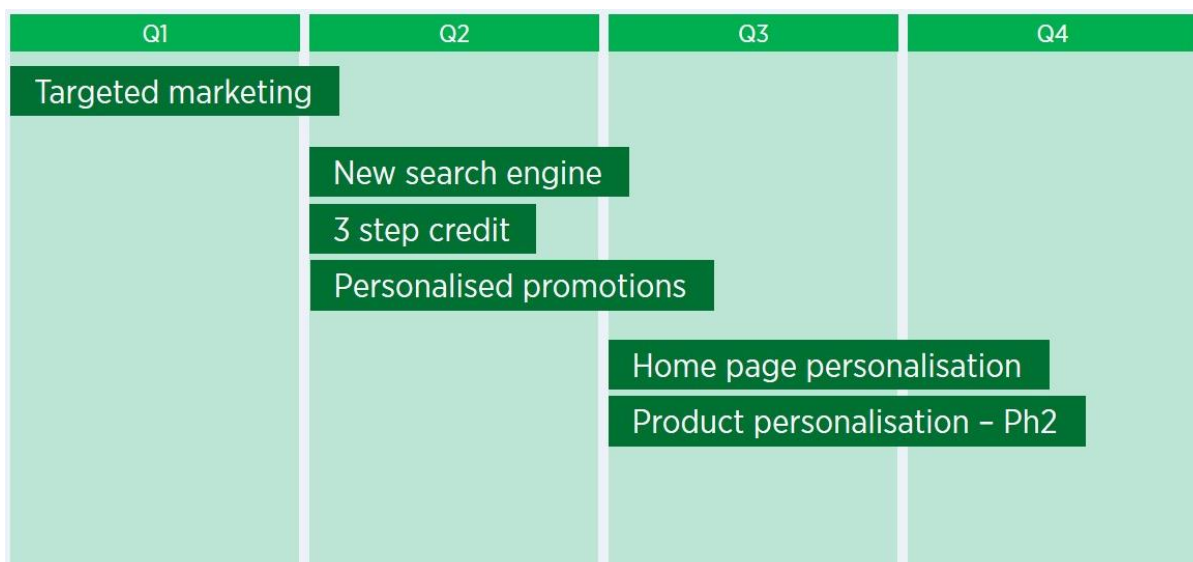 Q1
Q2
Q3
Q4
Targeted marketing
New search engine
3 step credit
Personalised promotions
Home page personalisation
Product personalisation – Ph2